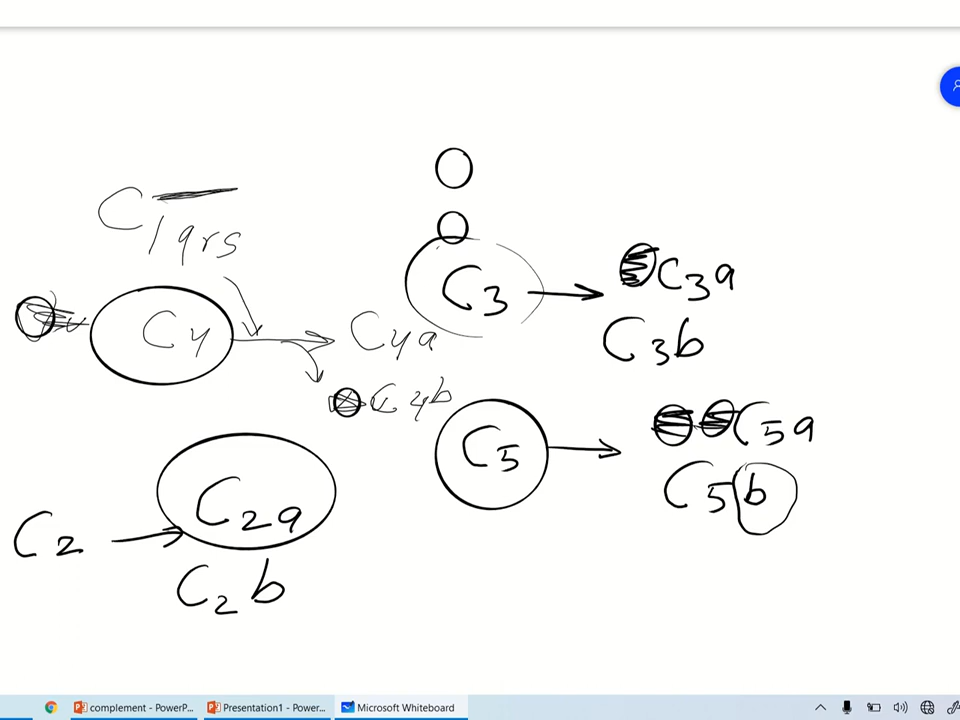 C1qrs
C4
C4a
C4b
C2
C2a
C2b
C3
C3a
C3b
C5
C5a
C5b
complement - PowerP...
Presentation1 - Power...
Microsoft Whiteboard